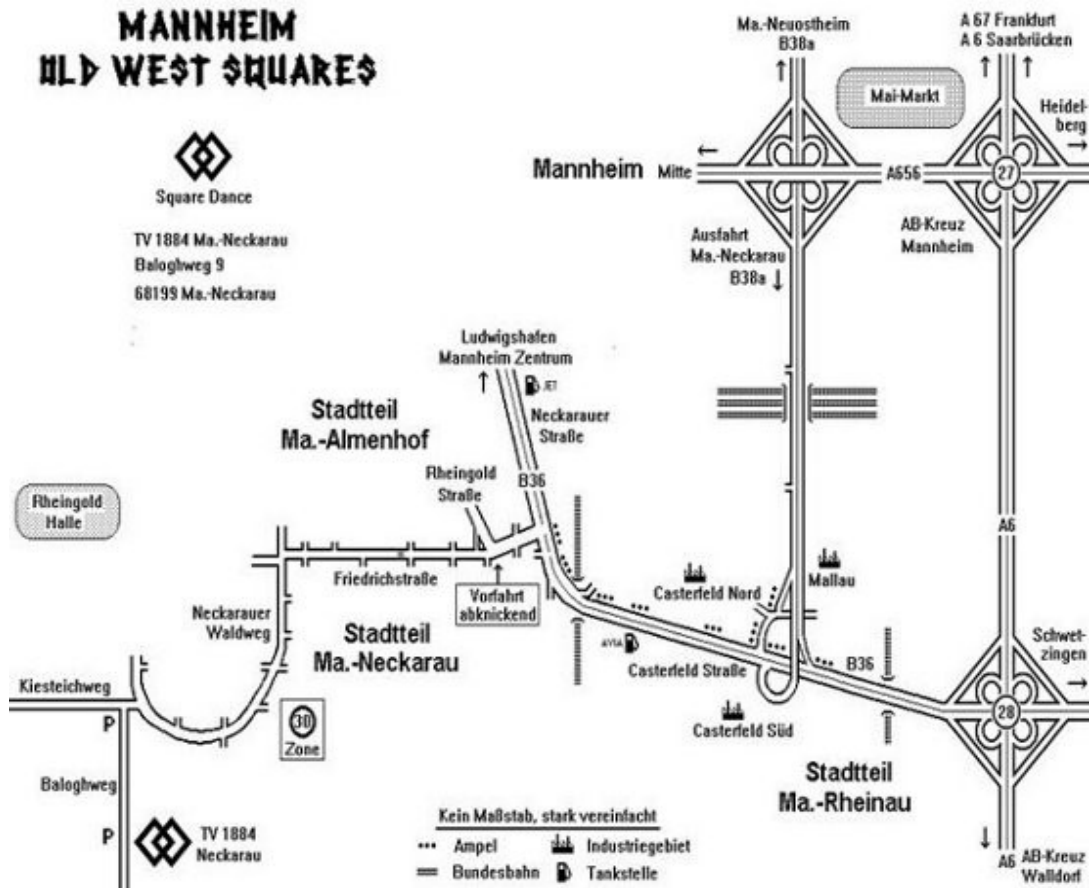 MANNHEIM
OLD WEST SQUARES
Square Dance
TV 1884 Ma.-Neckarau
Baloghweg 9
68199 Ma.-Neckarau
Ma.-Neuostheim
B38a
A 67 Frankfurt
A 6 Saarbrücken
Mai-Markt
Heidel-
berg
Mannheim Mitte
A656
27
AB-Kreuz
Mannheim
Ausfahrt
Ma.-Neckarau
B38a
Ludwigshafen
Mannheim Zentrum
JET
Neckarauer
Straße
Stadtteil
Ma.-Almenhof
Rheingold
Straße
B36
Rheingold
Halle
A6
Friedrichstraße
Vorfahrt
abknickend
Casterfeld Nord
Mallau
Neckarauer
Waldweg
Stadtteil
Ma.-Neckarau
AVIA
Casterfeld Straße
B36
Schwet-
zingen
Kiesteichweg
P
30
Zone
Casterfeld Süd
28
Baloghweg
Stadtteil
Ma.-Rheinau
P
TV 1884
Neckarau
Kein Maßstab, stark vereinfacht
Ampel
Industriegebiet
Bundesbahn
Tankstelle
A6
AB-Kreuz
Walldorf